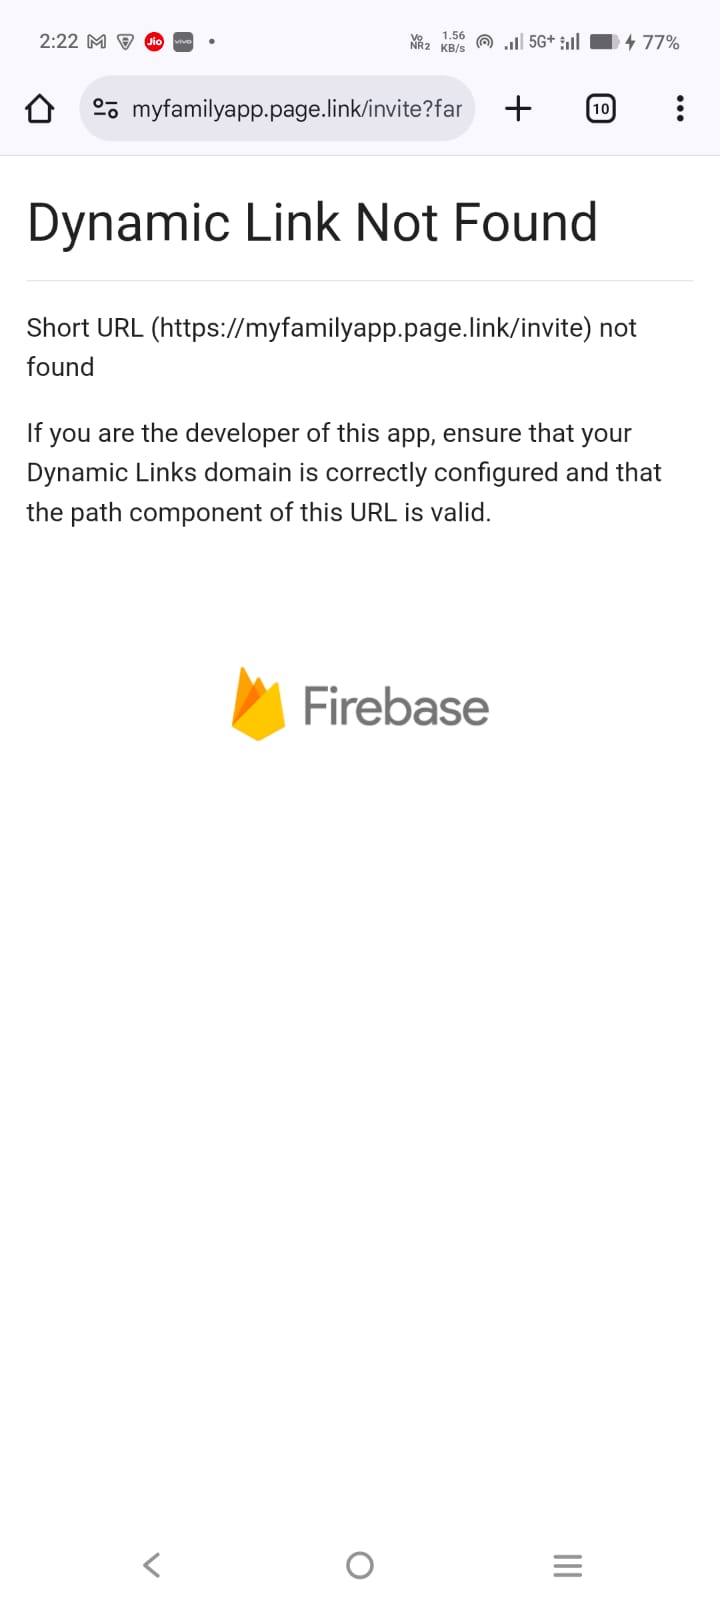 2:22 Jio vivo Vo NR2 1.56 KB/s 5G+ 77%
myfamilyapp.page.link/invite?far 10
Dynamic Link Not Found
Short URL (https://myfamilyapp.page.link/invite) not
found
If you are the developer of this app, ensure that your
Dynamic Links domain is correctly configured and that
the path component of this URL is valid.
Firebase